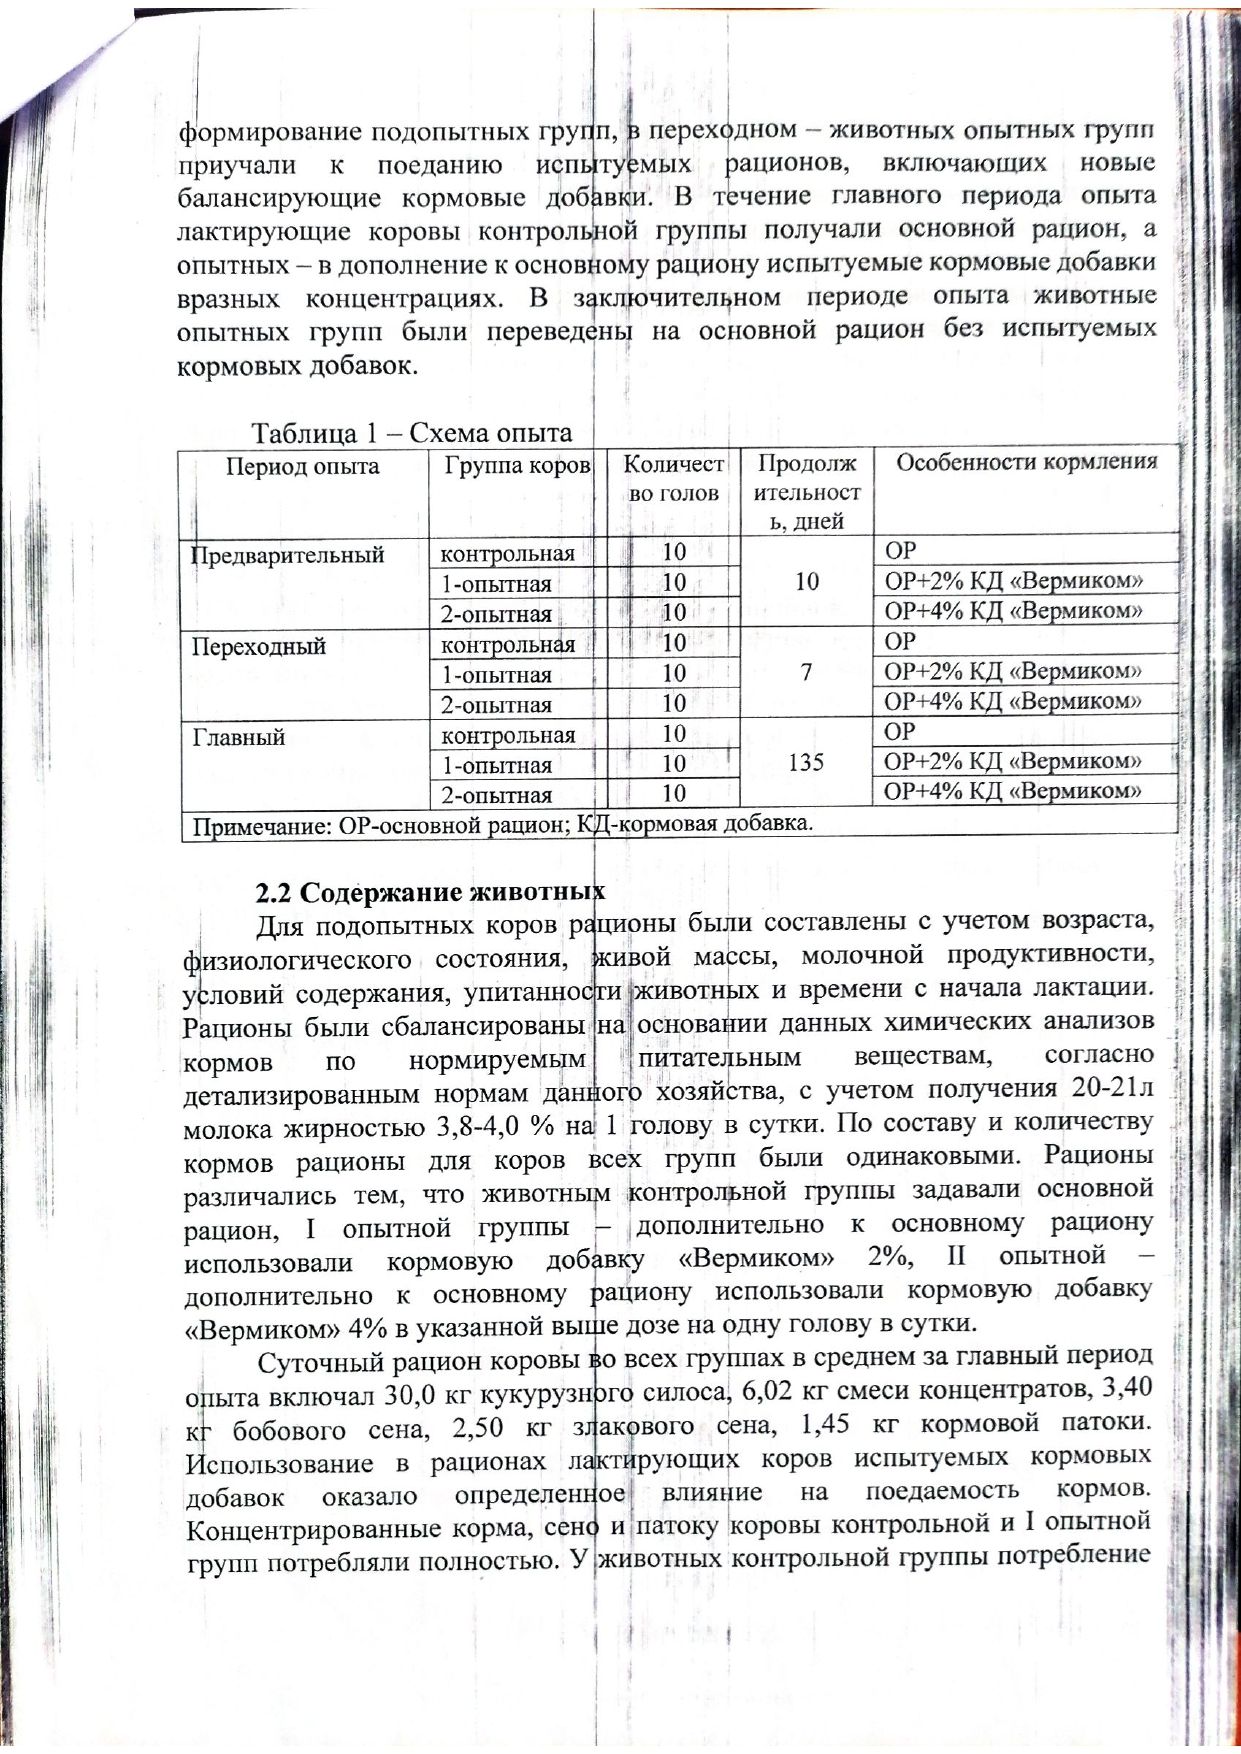 формирование подопытных групп, в переходном – животных опытных групп
приучали к поеданию испытуемых рационов, включающих новые
балансирующие кормовые добавки. В течение главного периода опыта
лактирующие коровы контрольной группы получали основной рацион, а
опытных – в дополнение к основному рациону испытуемые кормовые добавки
вразных концентрациях. В заключительном периоде опыта животные
опытных групп были переведены на основной рацион без испытуемых
кормовых добавок.
Таблица 1 – Схема опыта
Период опыта Группа коров Количест Продолж Особенности кормления
во голов ительност
ь, дней
Предварительный контрольная 10 10 ОР
1-опытная 10 ОР+2% КД «Вермиком»
2-опытная 10 ОР+4% КД «Вермиком»
Переходный контрольная 10 7 ОР
1-опытная 10 ОР+2% КД «Вермиком»
2-опытная 10 ОР+4% КД «Вермиком»
Главный контрольная 10 135 ОР
1-опытная 10 ОР+2% КД «Вермиком»
2-опытная 10 ОР+4% КД «Вермиком»
Примечание: ОР-основной рацион; КД-кормовая добавка.
2.2 Содержание животных
Для подопытных коров рационы были составлены с учетом возраста,
физиологического состояния, живой массы, молочной продуктивности,
условий содержания, упитанности животных и времени с начала лактации.
Рационы были сбалансированы на основании данных химических анализов
кормов по нормируемым питательным веществам, согласно
детализированным нормам данного хозяйства, с учетом получения 20-21л
молока жирностью 3,8-4,0 % на 1 голову в сутки. По составу и количеству
кормов рационы для коров всех групп были одинаковыми. Рационы
различались тем, что животным контрольной группы задавали основной
рацион, I опытной группы – дополнительно к основному рациону
использовали кормовую добавку «Вермиком» 2%, II опытной –
дополнительно к основному рациону использовали кормовую добавку
«Вермиком» 4% в указанной выше дозе на одну голову в сутки.
Суточный рацион коровы во всех группах в среднем за главный период
опыта включал 30,0 кг кукурузного силоса, 6,02 кг смеси концентратов, 3,40
кг бобового сена, 2,50 кг злакового сена, 1,45 кг кормовой патоки.
Использование в рационах лактирующих коров испытуемых кормовых
добавок оказало определенное влияние на поедаемость кормов.
Концентрированные корма, сено и патоку коровы контрольной и I опытной
групп потребляли полностью. У животных контрольной группы потребление